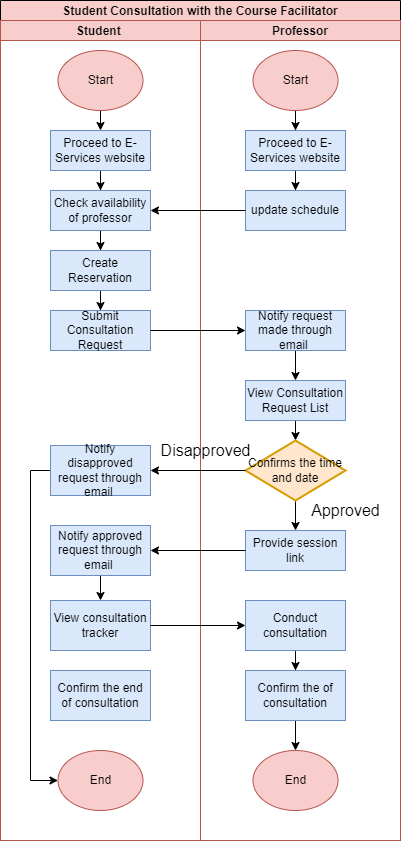 Student Consultation with the Course Facilitator
Student
Professor
Start
Start
Proceed to E-
Services website
Proceed to E-
Services website
Check availability
of professor
update schedule
Create
Reservation
Submit
Consultation
Request
Notify request
made through
email
View Consultation
Request List
Disapproved
Notify
disapproved
request through
email
Confirms the time
and date
Approved
Notify approved
request through
email
Provide session
link
View consultation
tracker
Conduct
consultation
Confirm the end
of consultation
Confirm the of
consultation
End
End